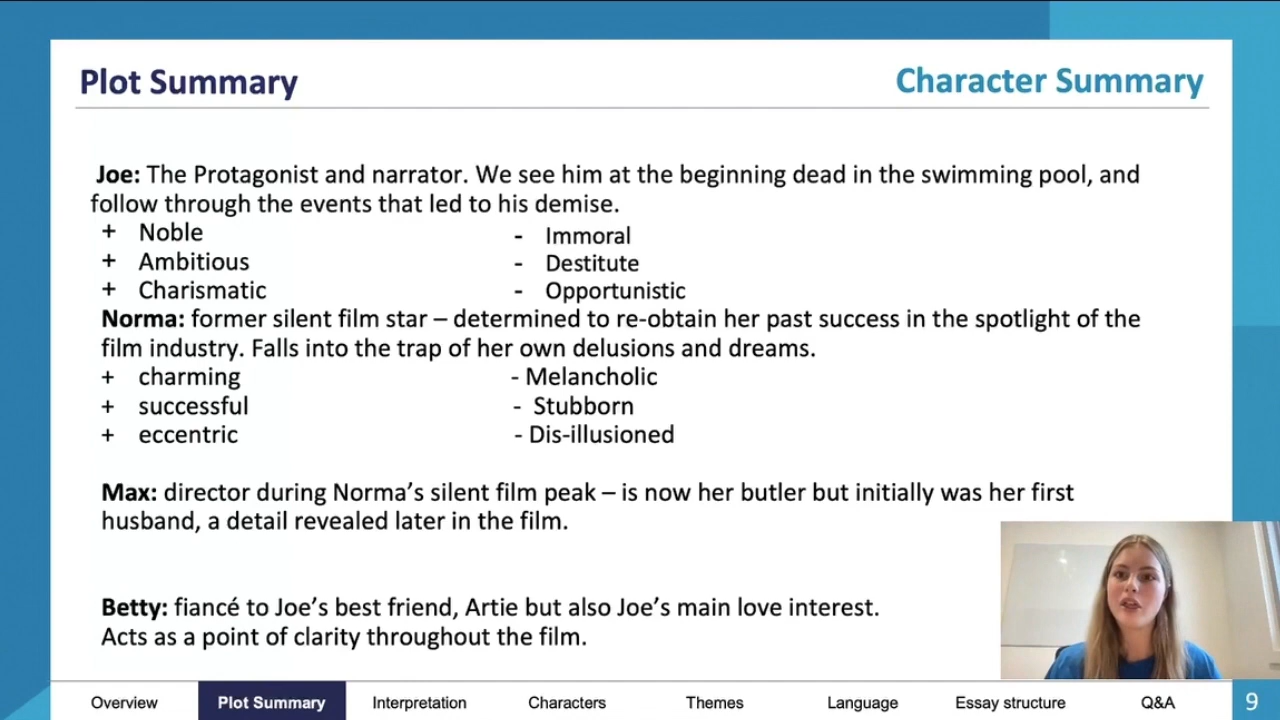 Plot Summary
Character Summary
Joe: The Protagonist and narrator. We see him at the beginning dead in the swimming pool, and
follow through the events that led to his demise.
+ Noble - Immoral
+ Ambitious - Destitute
+ Charismatic - Opportunistic
Norma: former silent film star – determined to re-obtain her past success in the spotlight of the
film industry. Falls into the trap of her own delusions and dreams.
+ charming - Melancholic
+ successful - Stubborn
+ eccentric - Dis-illusioned
Max: director during Norma's silent film peak – is now her butler but initially was her first
husband, a detail revealed later in the film.
Betty: fiancé to Joe's best friend, Artie but also Joe's main love interest.
Acts as a point of clarity throughout the film.
Overview Plot Summary Interpretation Characters Themes Language Essay structure Q&A 9